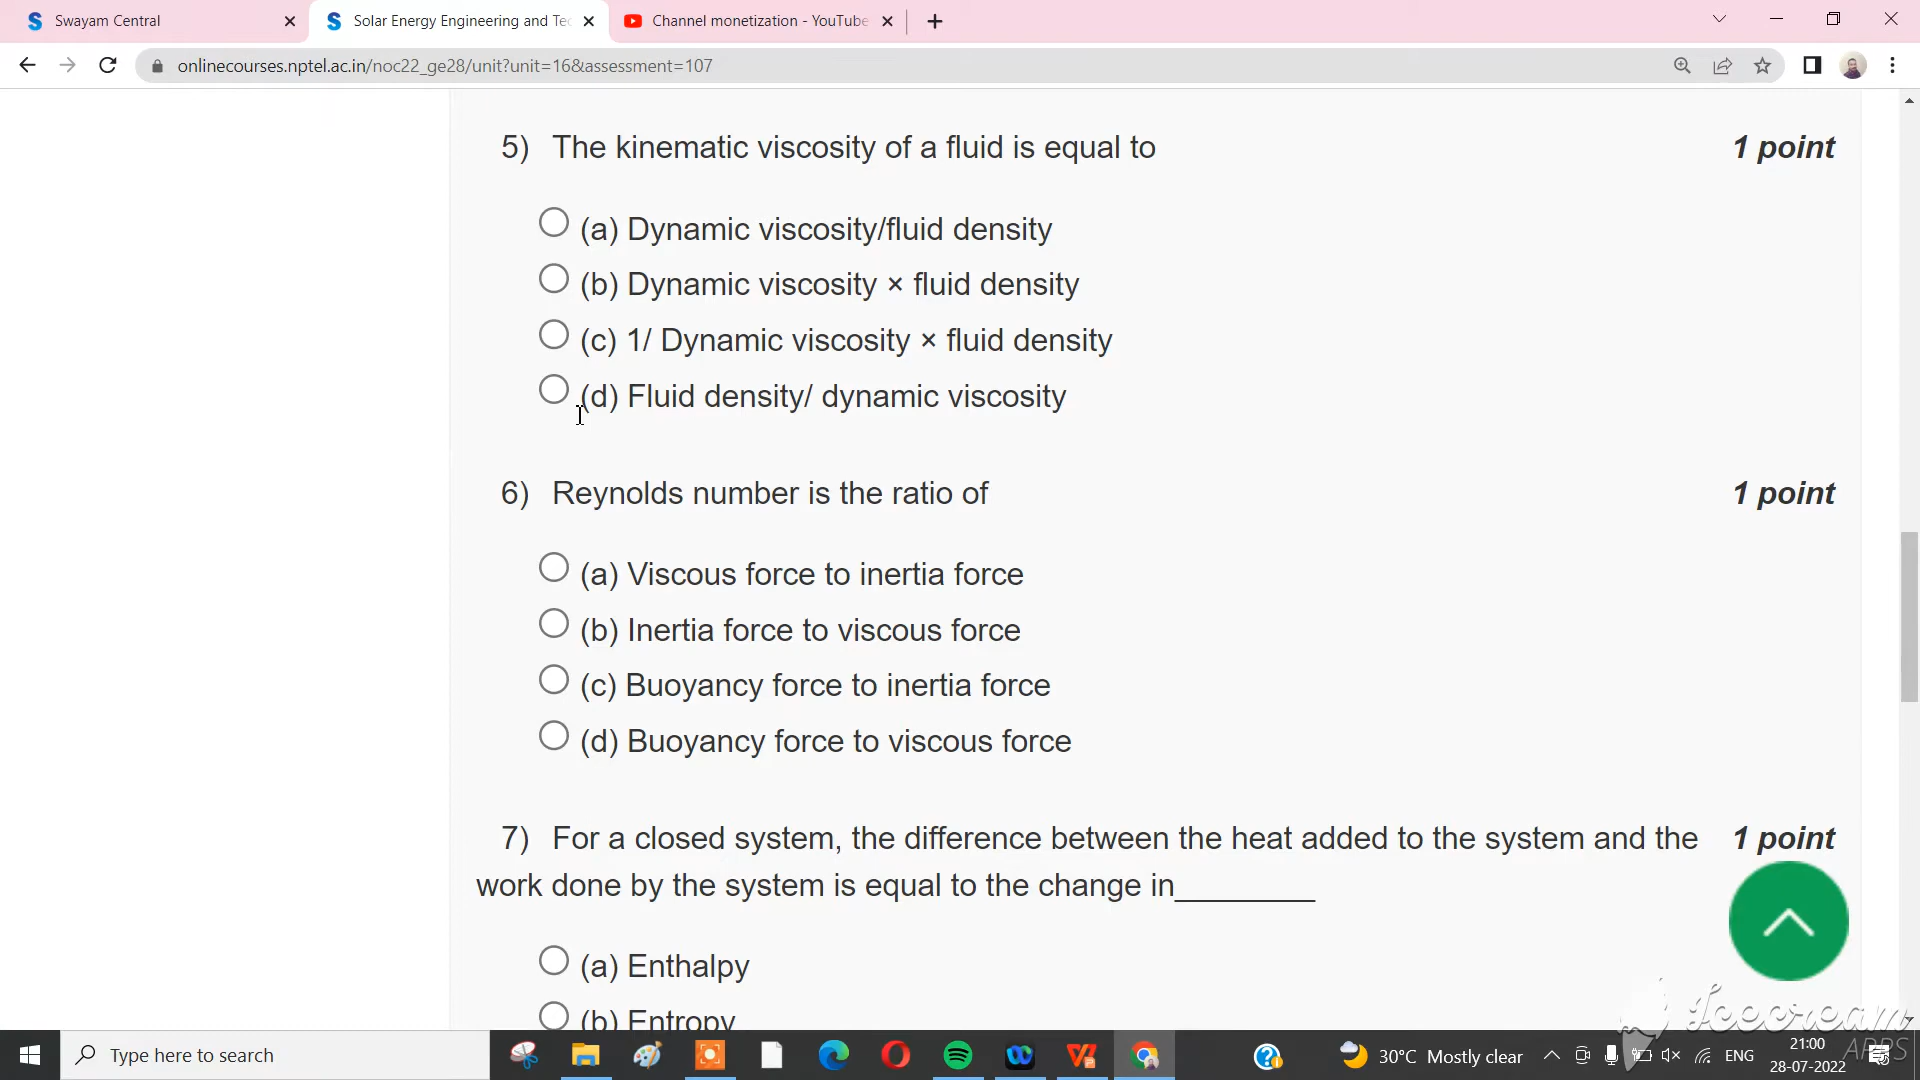 Swayam Central
Solar Energy Engineering and Tec
Channel monetization - YouTube
onlinecourses.nptel.ac.in/noc22_ge28/unit?unit=16&assessment=107
5) The kinematic viscosity of a fluid is equal to 1 point
(a) Dynamic viscosity/fluid density
(b) Dynamic viscosity × fluid density
(c) 1/ Dynamic viscosity × fluid density
(d) Fluid density/ dynamic viscosity
6) Reynolds number is the ratio of 1 point
(a) Viscous force to inertia force
(b) Inertia force to viscous force
(c) Buoyancy force to inertia force
(d) Buoyancy force to viscous force
7) For a closed system, the difference between the heat added to the system and the 1 point
work done by the system is equal to the change in________
(a) Enthalpy
(b) Entropy
Icecream
APPS
Type here to search
30°C Mostly clear
ENG
21:00
28-07-2022